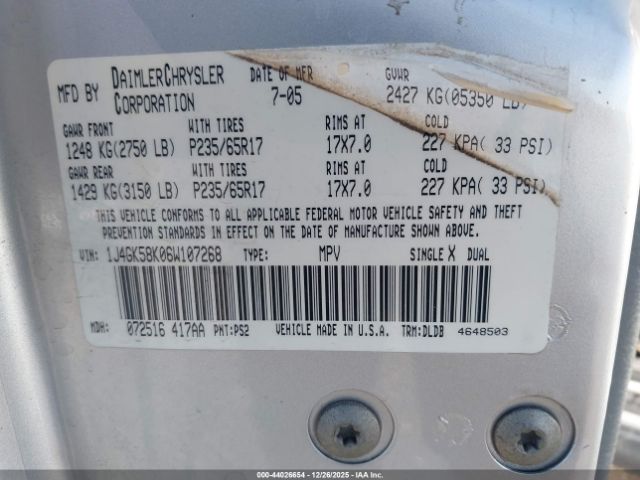 MFD BY DAIMLERCHRYSLER CORPORATION DATE OF MFR 7-05 GVWR 2427 KG(05350 LB)
GAWR FRONT WITH TIRES RIMS AT COLD
1248 KG(2750 LB) P235/65R17 17X7.0 227 KPA( 33 PSI)
GAWR REAR WITH TIRES RIMS AT COLD
1429 KG(3150 LB) P235/65R17 17X7.0 227 KPA( 33 PSI)
THIS VEHICLE CONFORMS TO ALL APPLICABLE FEDERAL MOTOR VEHICLE SAFETY AND THEFT
PREVENTION STANDARDS IN EFFECT ON THE DATE OF MANUFACTURE SHOWN ABOVE.
VIN: 1J4GK58K06W107268 TYPE: MPV SINGLE X DUAL
MDH: 072516 417AA PNT:PS2 VEHICLE MADE IN U.S.A. TRM:DLDB 4648503
000-44026654 - 12/26/2025 - COPART, IAA